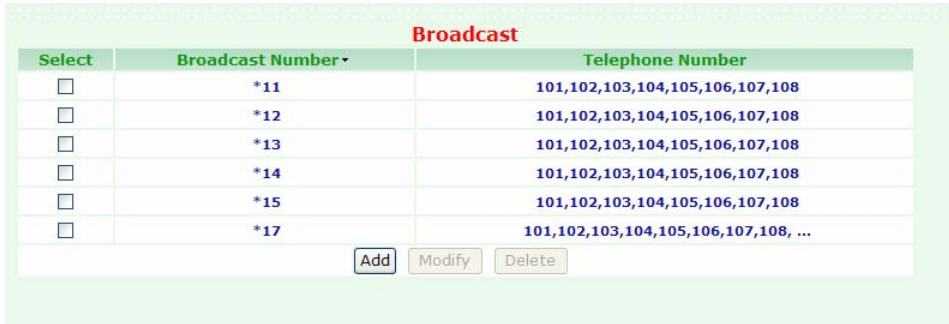 Broadcast
Select Broadcast Number Telephone Number
*11 101,102,103,104,105,106,107,108
*12 101,102,103,104,105,106,107,108
*13 101,102,103,104,105,106,107,108
*14 101,102,103,104,105,106,107,108
*15 101,102,103,104,105,106,107,108
*17 101,102,103,104,105,106,107,108, ...
Add Modify Delete